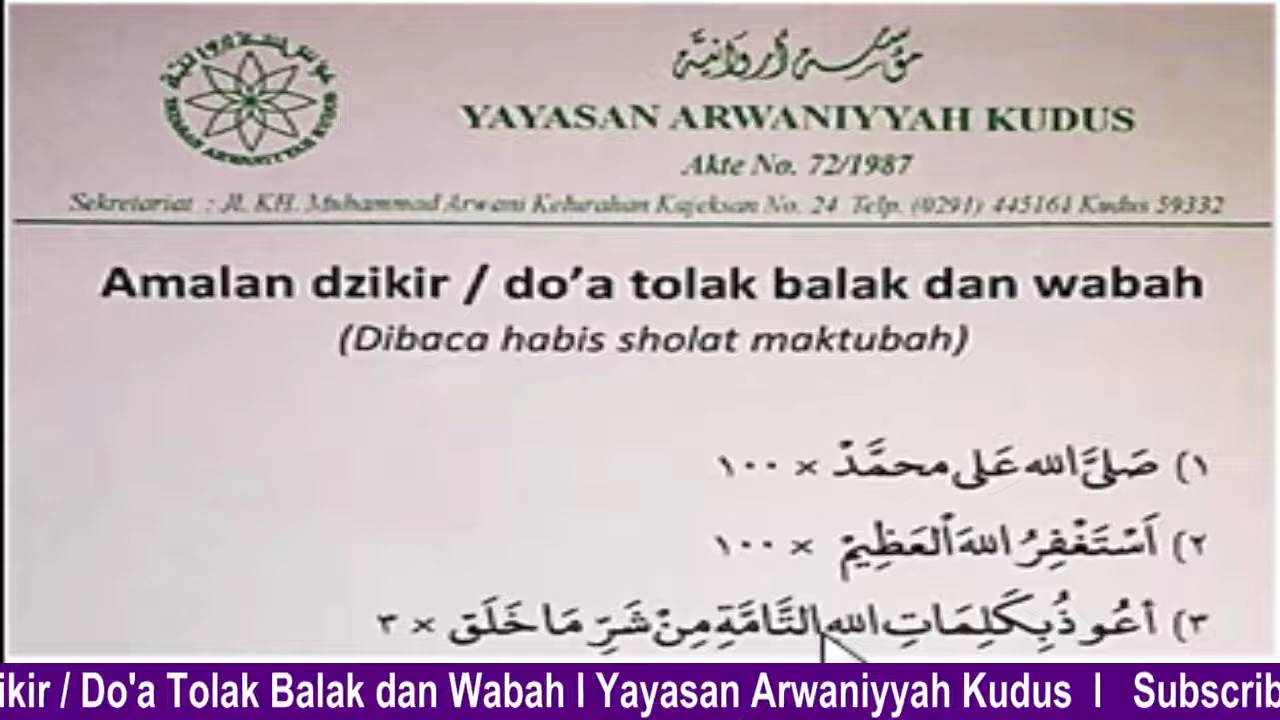 مؤسسة أروانية
YAYASAN ARWANIYYAH KUDUS
Akte No. 72/1987
Sekretariat : Jl. KH. Muhammad Arwani Kelurahan Kajeksan No. 24 Telp. (0291) 445161 Kudus 59332
Amalan dzikir / do'a tolak balak dan wabah
(Dibaca habis sholat maktubah)
١) صَلَىَّ الله عَلى محمَّدْ × ١٠٠
٢) اَسْتَغْفِرُ اللهَ الْعَظِيمْ × ١٠٠
٣) أعُوذُ بِكَلِمَاتِ الله التَّامَّةِ مِنْ شَرِّ مَا خَلَقَ × ٣
ikir / Do'a Tolak Balak dan Wabah I Yayasan Arwaniyyah Kudus I Subscrib